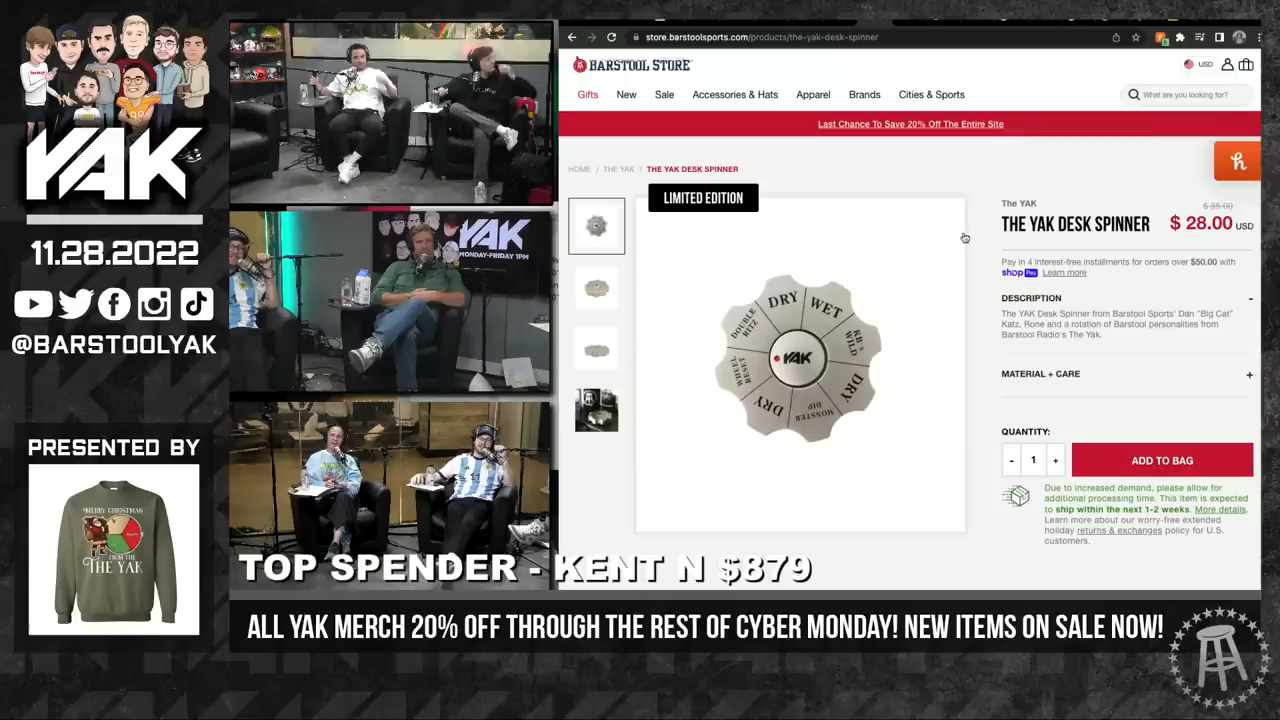 YAK
11.28.2022
@BARSTOOLYAK
PRESENTED BY
MERRY CHRISTMAS
FROM THE
THE YAK
YAK
MONDAY-FRIDAY 1PM
TOP SPENDER - KENT N $879
store.barstoolsports.com/products/the-yak-desk-spinner
BARSTOOL STORE
USD
Gifts New Sale Accessories & Hats Apparel Brands Cities & Sports
What are you looking for?
Last Chance To Save 20% Off The Entire Site
HOME / THE YAK / THE YAK DESK SPINNER
LIMITED EDITION
DRY
WET
KB's WILD
DRY
MONSTER DIP
DRY
WHEEL RESET
DOUBLE RITZ
YAK
The YAK
THE YAK DESK SPINNER
$ 35.00
$ 28.00 USD
Pay in 4 interest-free installments for orders over $50.00 with
shop Pay Learn more
DESCRIPTION -
The YAK Desk Spinner from Barstool Sports' Dan "Big Cat"
Katz, Rone and a rotation of Barstool personalities from
Barstool Radio's The Yak.
MATERIAL + CARE +
QUANTITY:
- 1 +
ADD TO BAG
Due to increased demand, please allow for
additional processing time. This item is expected
to ship within the next 1-2 weeks. More details.
Learn more about our worry-free extended
holiday returns & exchanges policy for U.S.
customers.
ALL YAK MERCH 20% OFF THROUGH THE REST OF CYBER MONDAY! NEW ITEMS ON SALE NOW!